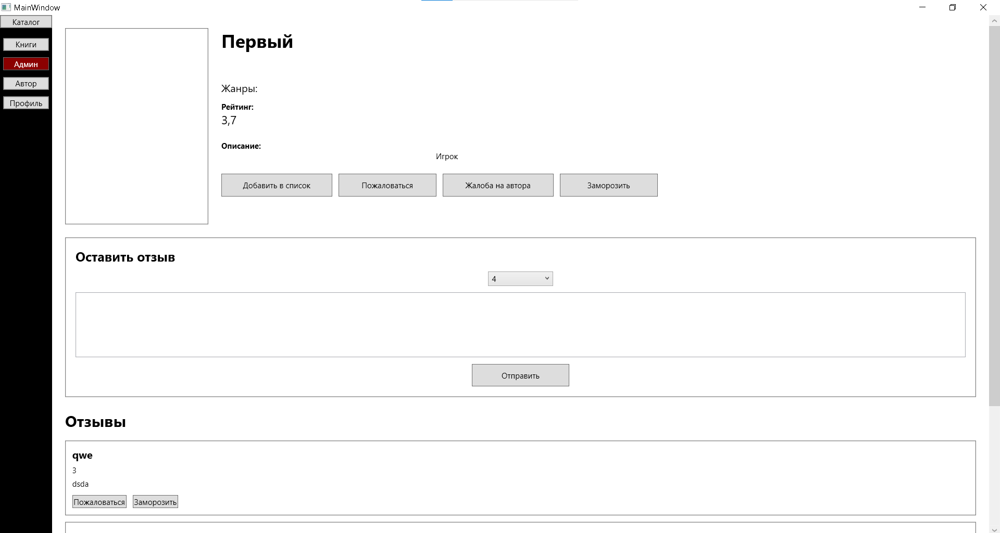 MainWindow
Каталог
Книги
Админ
Автор
Профиль
Первый
Жанры:
Рейтинг:
3,7
Описание:
Игрок
Добавить в список Пожаловаться Жалоба на автора Заморозить
Оставить отзыв
4
Отправить
Отзывы
qwe
3
dsda
Пожаловаться Заморозить